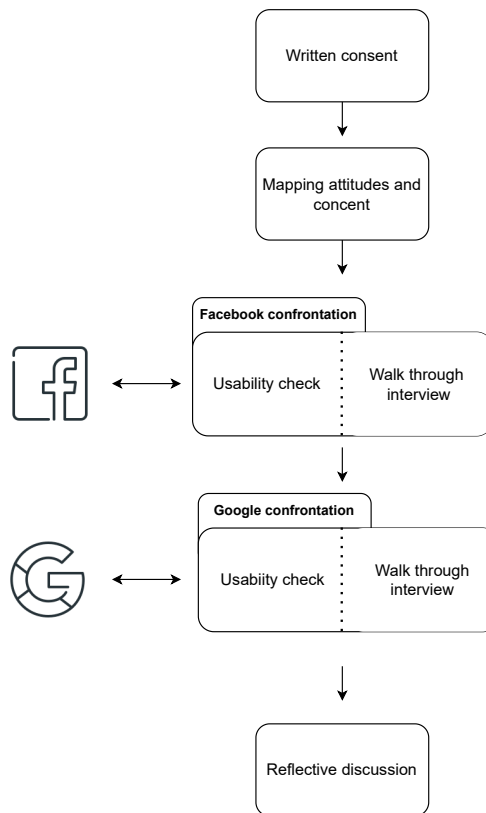 Written consent
Mapping attitudes and
concent
Facebook confrontation
Usability check
Walk through
interview
Google confrontation
Usabiity check
Walk through
interview
Reflective discussion